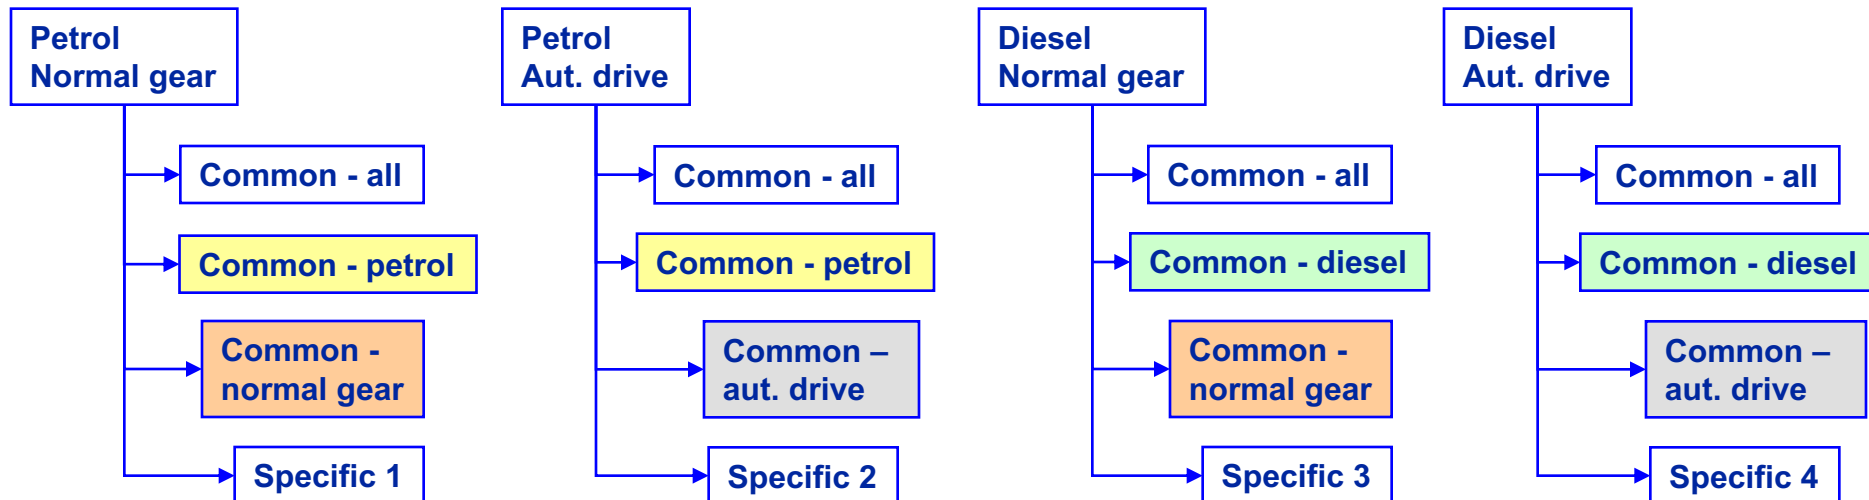 Petrol
Normal gear
Common - all
Common - petrol
Common -
normal gear
Specific 1
Petrol
Aut. drive
Common - all
Common - petrol
Common –
aut. drive
Specific 2
Diesel
Normal gear
Common - all
Common - diesel
Common -
normal gear
Specific 3
Diesel
Aut. drive
Common - all
Common - diesel
Common –
aut. drive
Specific 4